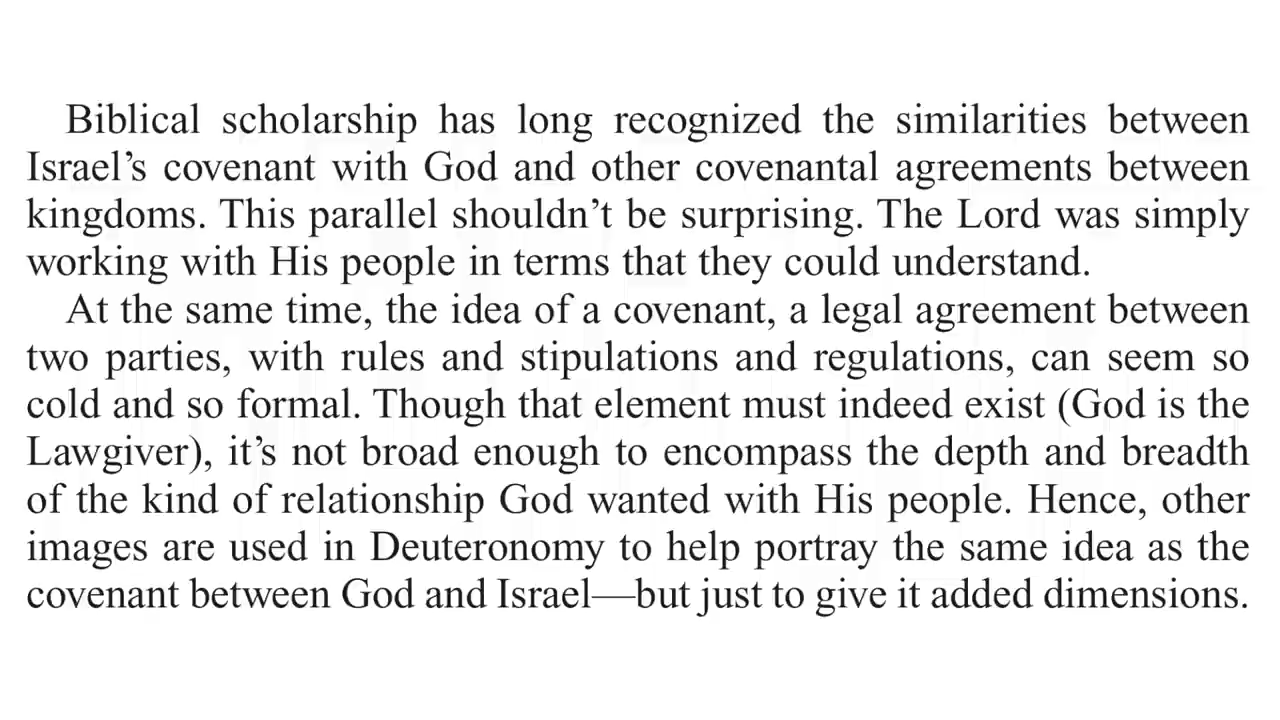 Biblical scholarship has long recognized the similarities between
Israel’s covenant with God and other covenantal agreements between
kingdoms. This parallel shouldn’t be surprising. The Lord was simply
working with His people in terms that they could understand.
At the same time, the idea of a covenant, a legal agreement between
two parties, with rules and stipulations and regulations, can seem so
cold and so formal. Though that element must indeed exist (God is the
Lawgiver), it’s not broad enough to encompass the depth and breadth
of the kind of relationship God wanted with His people. Hence, other
images are used in Deuteronomy to help portray the same idea as the
covenant between God and Israel—but just to give it added dimensions.